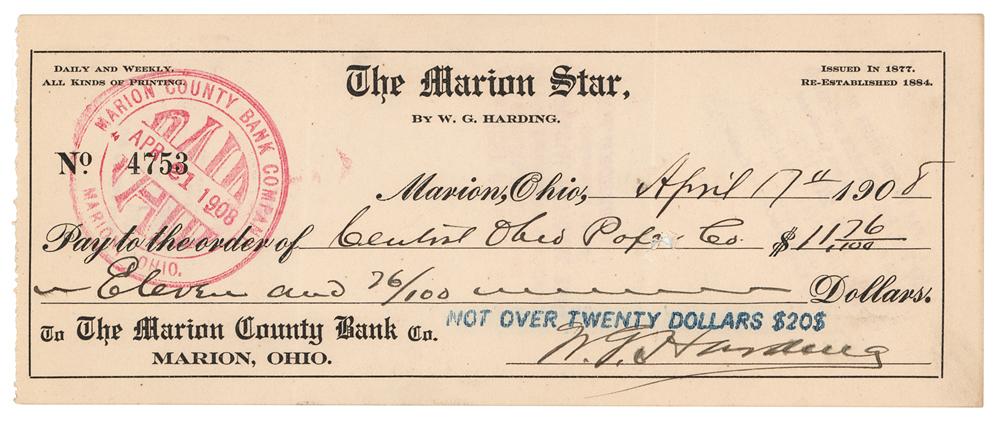 DAILY AND WEEKLY.
ALL KINDS OF PRINTING.
The Marion Star,
BY W. G. HARDING.
ISSUED IN 1877.
RE-ESTABLISHED 1884.
MARION COUNTY BANK COMPANY
PAID
APR 21 1908
MARION, OHIO.
No 4753
Marion, Ohio, April 17th 1908
Pay to the order of Central Ohio Paper Co. $11 76/100
Eleven and 76/100 Dollars.
To The Marion County Bank Co.
MARION, OHIO.
NOT OVER TWENTY DOLLARS $20$
W. G. Harding